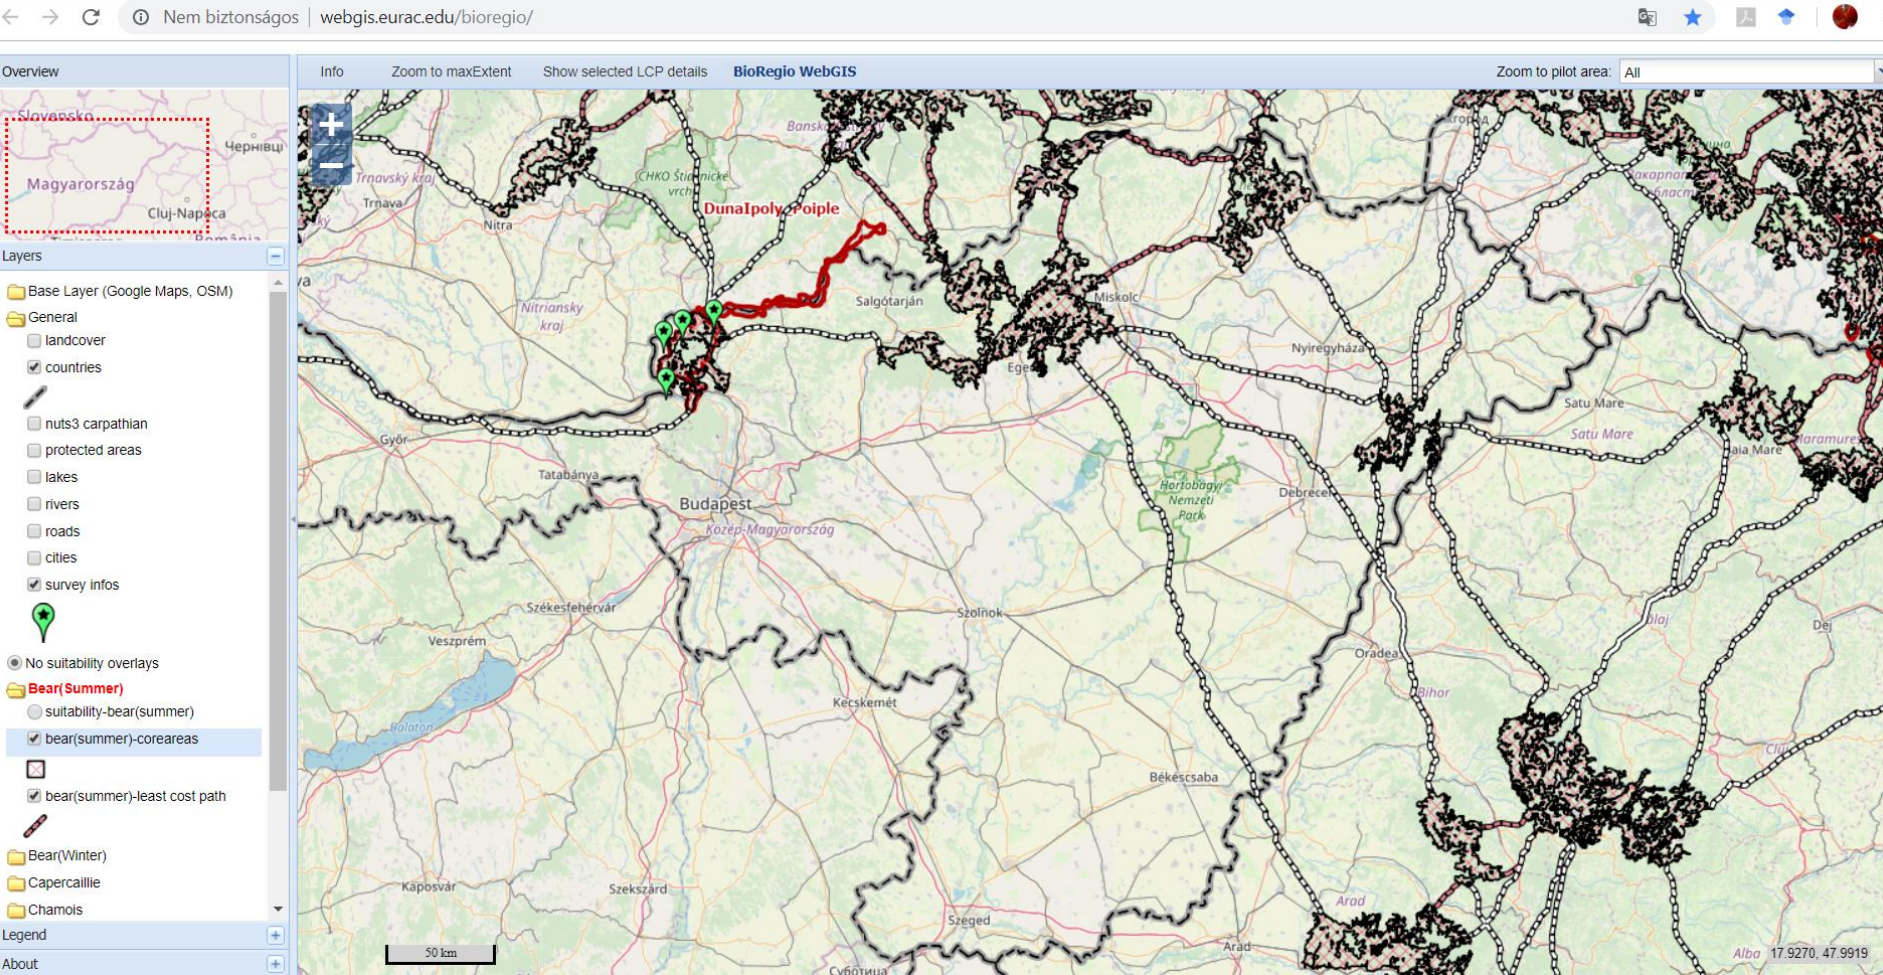 Nem biztonságos | webgis.eurac.edu/bioregio/
Overview
Info
Zoom to maxExtent
Show selected LCP details
BioRegio WebGIS
Zoom to pilot area:
All
Slovensko
Чернівці
Magyarország
Cluj-Napoca
România
Layers
Base Layer (Google Maps, OSM)
General
landcover
countries
nuts3 carpathian
protected areas
lakes
rivers
roads
cities
survey infos
No suitability overlays
Bear(Summer)
suitability-bear(summer)
bear(summer)-coreareas
bear(summer)-least cost path
Bear(Winter)
Capercaillie
Chamois
Legend
About
Trnavský kraj
Trnava
Nitra
CHKO Štiavnické
vrchy
DunaIpoly_Poiple
Nitriansky
kraj
Salgótarján
Miskolc
Nyíregyháza
Satu Mare
Satu Mare
Maramureș
Baia Mare
Győr
Tatabánya
Budapest
Közép-Magyarország
Hortobágyi
Nemzeti
Park
Debrecen
Székesfehérvár
Veszprém
Szolnok
Oradea
Sălaj
Dej
Balaton
Kecskemét
Bihor
Békéscsaba
Cluj
Kaposvár
Szekszárd
Szeged
Arad
Arad
Суботица
Alba
50 km
17.9270, 47.9919